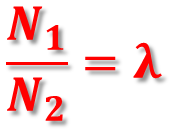 N₁
N₂ = λ